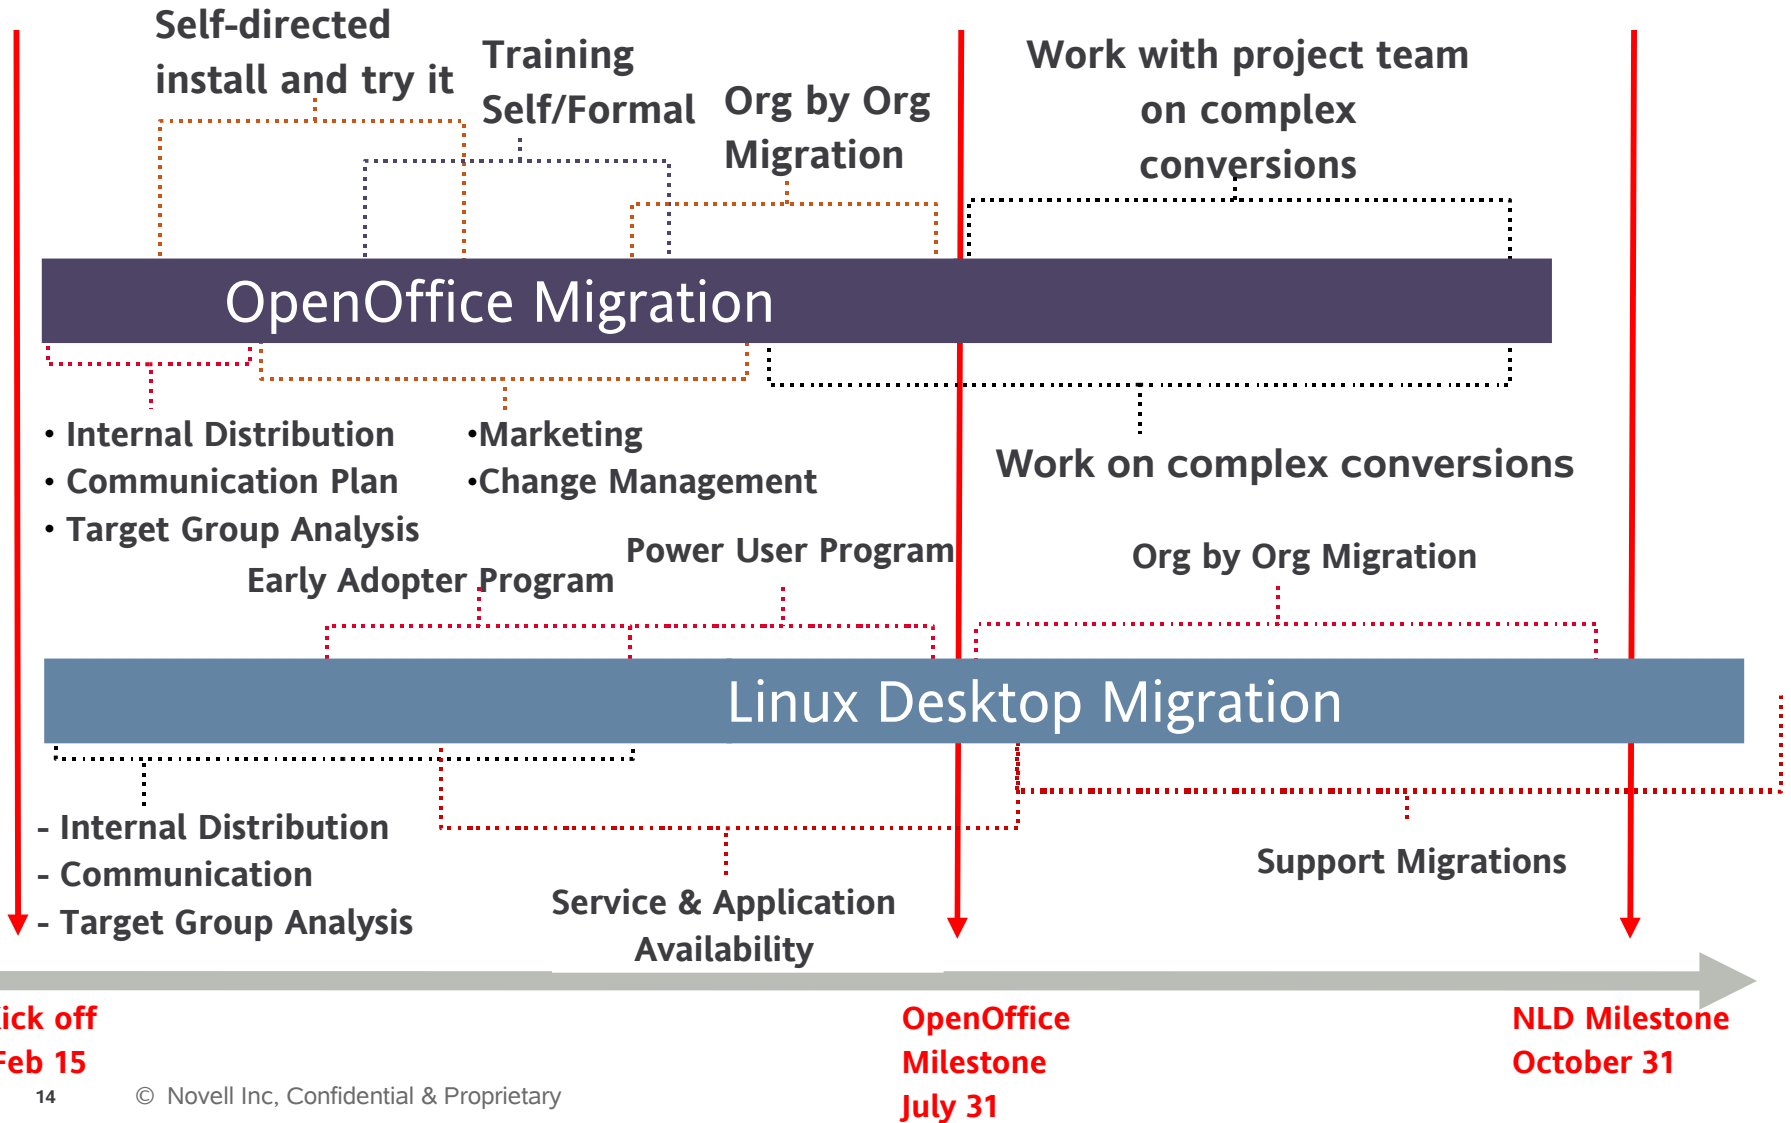 Self-directed
install and try it
Training
Self/Formal
Org by Org
Migration
Work with project team
on complex
conversions
OpenOffice Migration
• Internal Distribution
• Communication Plan
• Target Group Analysis
•Marketing
•Change Management
Work on complex conversions
Early Adopter Program
Power User Program
Org by Org Migration
Linux Desktop Migration
- Internal Distribution
- Communication
- Target Group Analysis
Service & Application
Availability
Support Migrations
ick off
Feb 15
OpenOffice
Milestone
July 31
NLD Milestone
October 31
14 © Novell Inc, Confidential & Proprietary